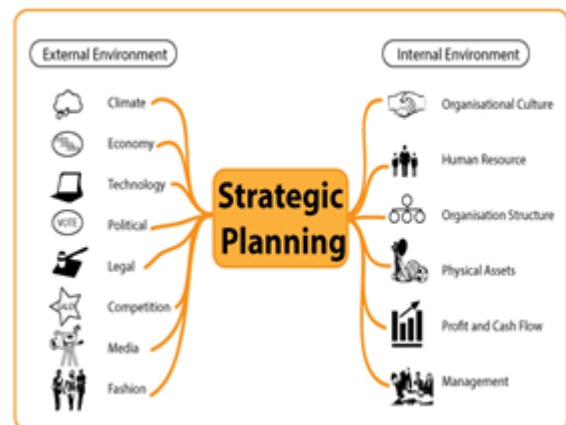 External Environment
Internal Environment
Climate
Economy
Technology
VOTE
Political
Legal
Competition
Media
Fashion
Strategic
Planning
Organisational Culture
Human Resource
Organisation Structure
Physical Assets
Profit and Cash Flow
Management